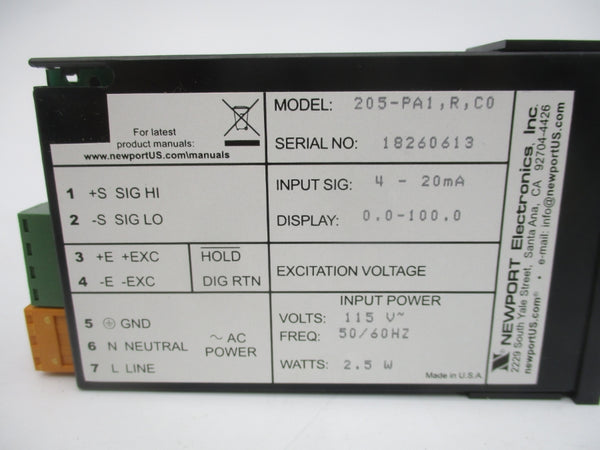 For latest
product manuals:
www.newportUS.com\manuals
MODEL: 205-PA1,R,C0
SERIAL NO: 18260613
1 +S SIG HI
2 -S SIG LO
INPUT SIG: 4 - 20mA
DISPLAY: 0.0-100.0
3 +E +EXC HOLD
4 -E -EXC DIG RTN
EXCITATION VOLTAGE
5 ⏚ GND
6 N NEUTRAL
7 L LINE
~ AC
POWER
INPUT POWER
VOLTS: 115 V~
FREQ: 50/60HZ
WATTS: 2.5 W
Made in U.S.A.
N® NEWPORT Electronics, Inc.
2229 South Yale Street, Santa Ana, CA 92704-4426
newportUS.com® • e-mail: info@newportUS.com